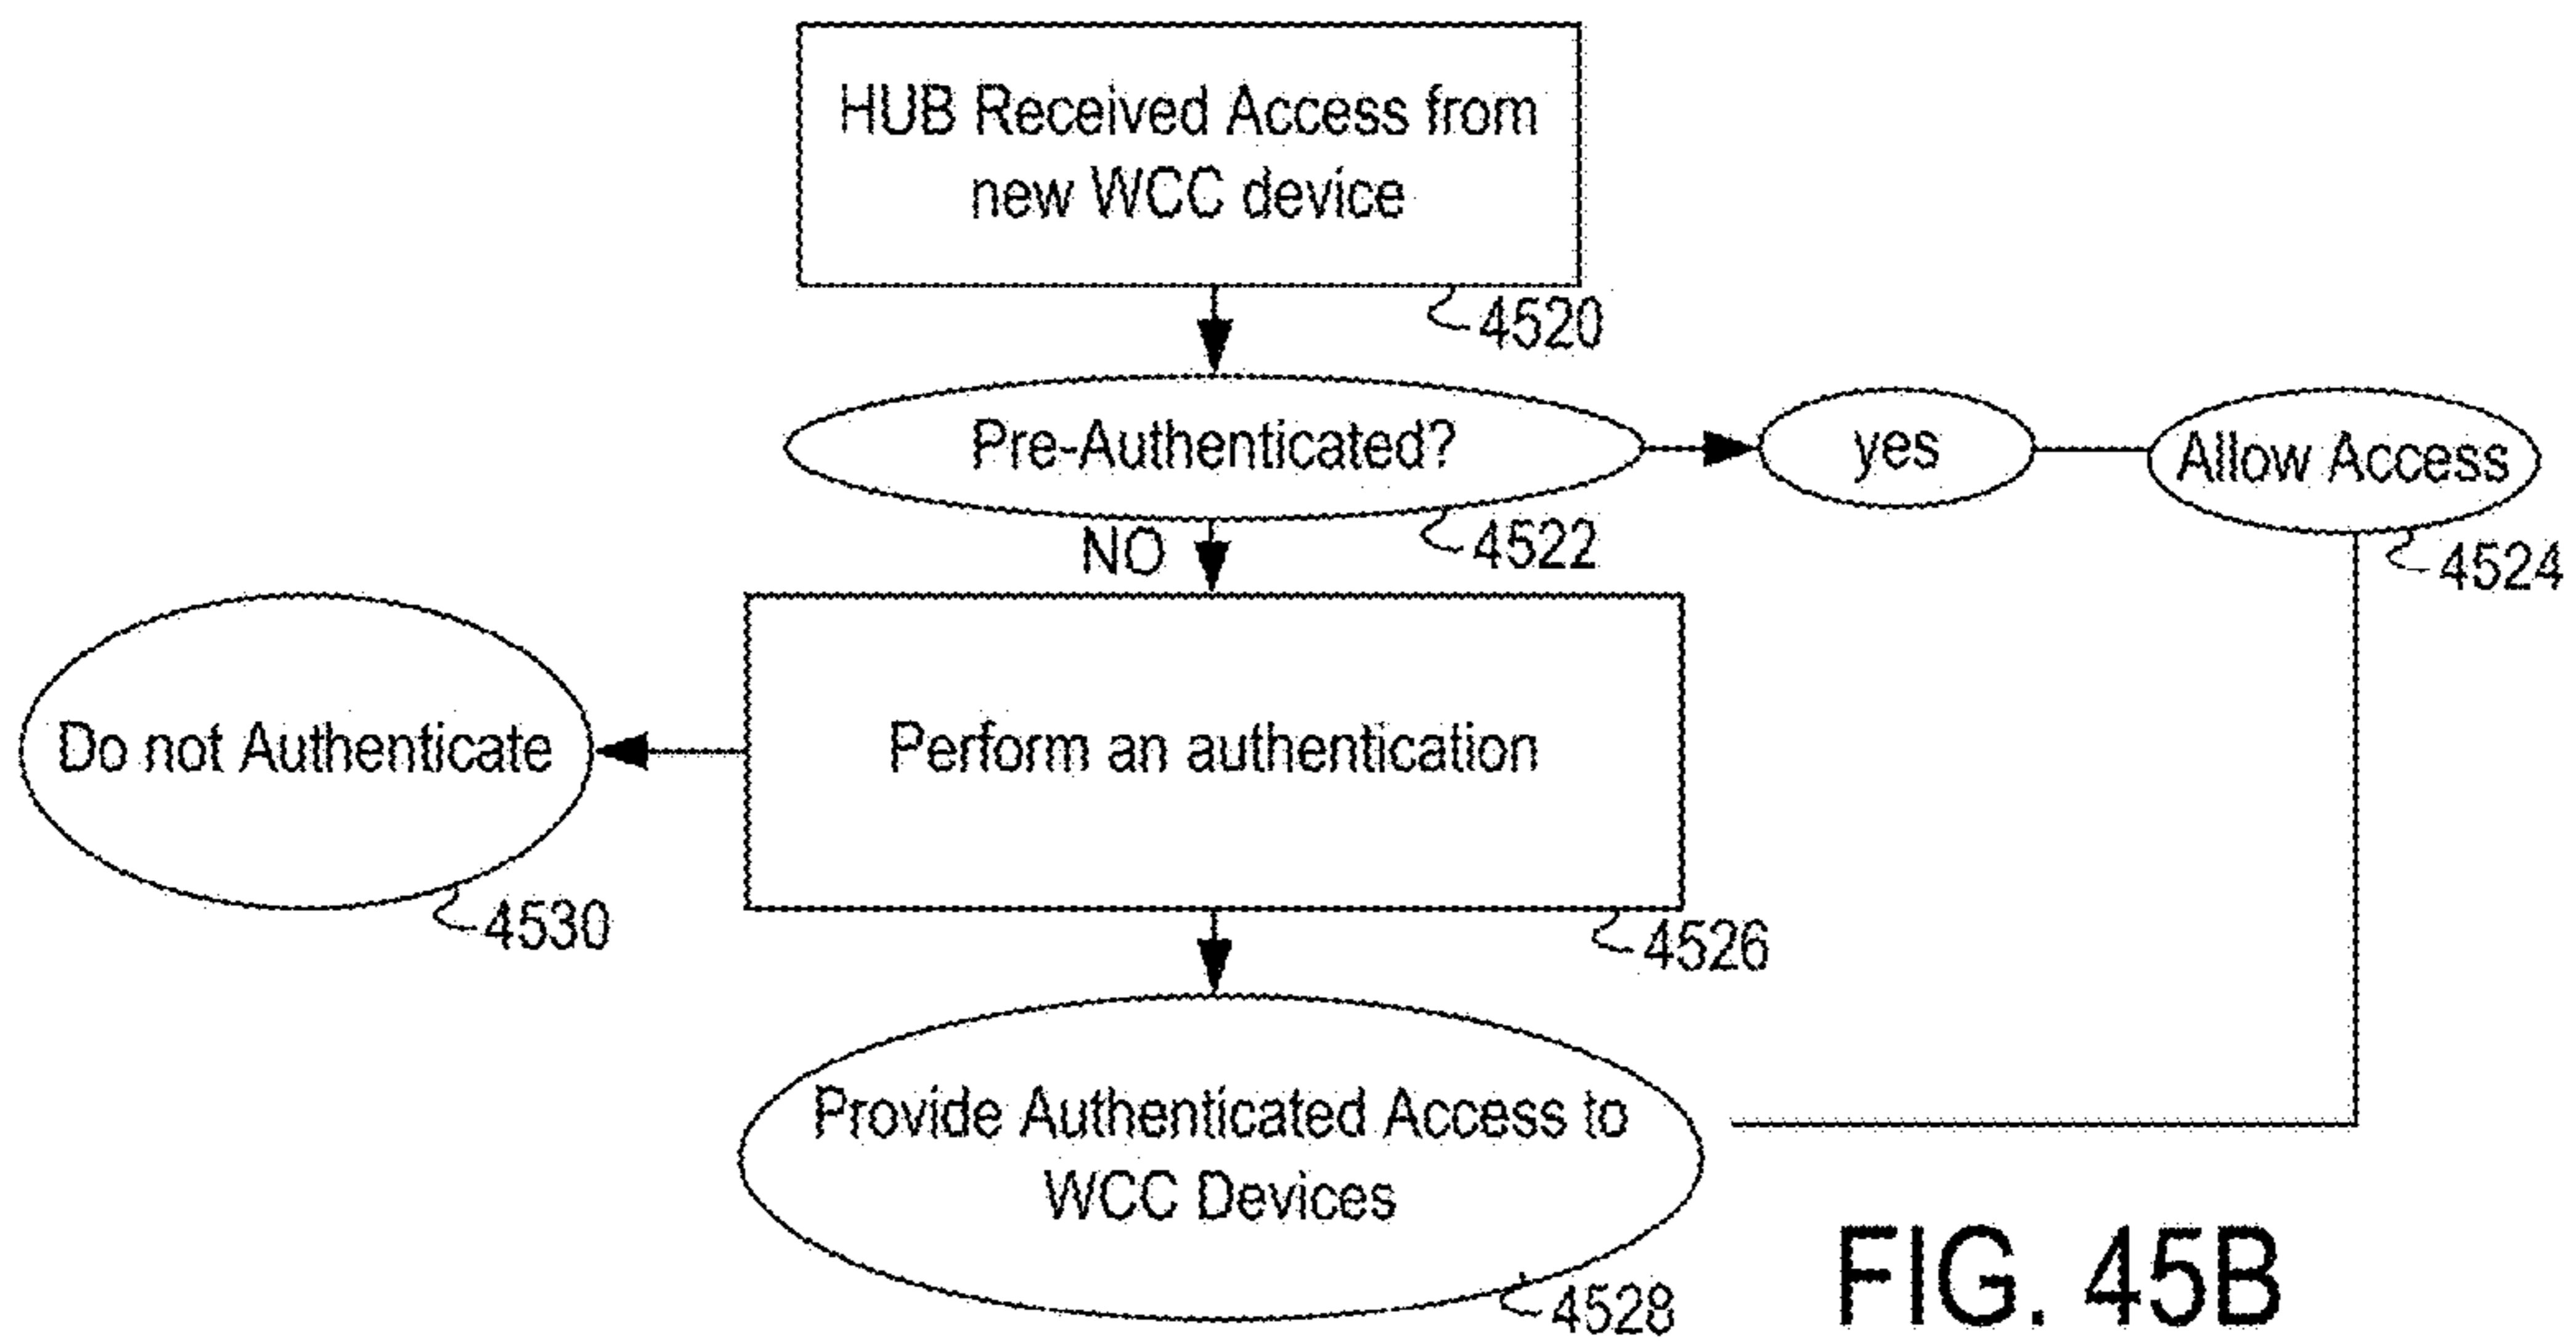 HUB Received Access from
new WCC device
4520
Pre-Authenticated?
yes
Allow Access
4522
NO
4524
Do not Authenticate
Perform an authentication
4530
4526
Provide Authenticated Access to
WCC Devices
4528
FIG. 45B